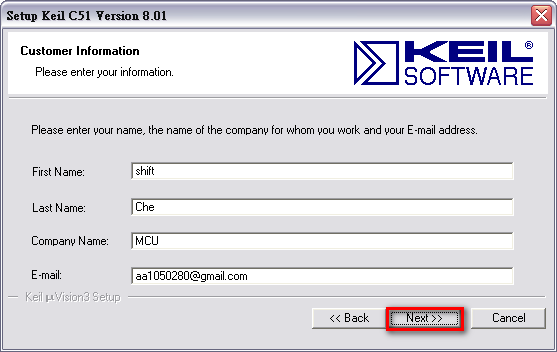 Setup Keil C51 Version 8.01
Customer Information
Please enter your information.
KEIL
SOFTWARE
Please enter your name, the name of the company for whom you work and your E-mail address.
First Name: shift
Last Name: Che
Company Name: MCU
E-mail: aa1050280@gmail.com
Keil µVision3 Setup
<< Back Next >> Cancel